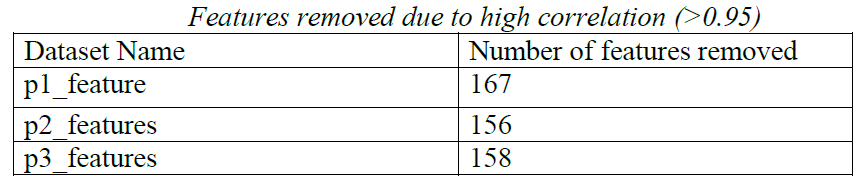 Features removed due to high correlation (>0.95)
Dataset Name Number of features removed
p1_feature 167
p2_features 156
p3_features 158